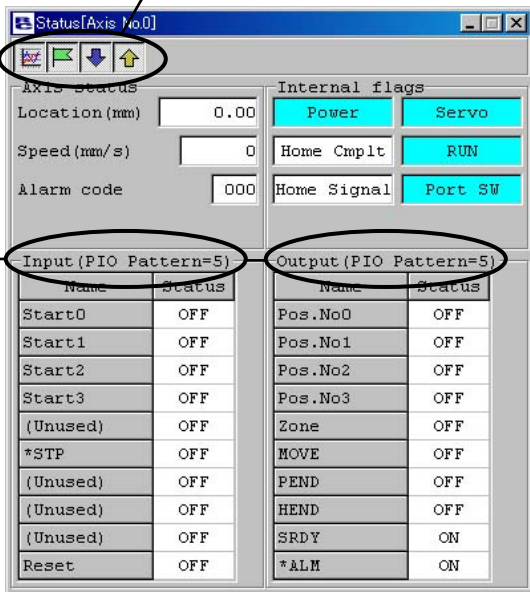 Status[Axis No.0]
Axis status
Location(mm) 0.00
Speed(mm/s) 0
Alarm code 000
Internal flags
Power Servo
Home Cmplt RUN
Home Signal Port SW
Input(PIO Pattern=5)
Name Status
Start0 OFF
Start1 OFF
Start2 OFF
Start3 OFF
(Unused) OFF
*STP OFF
(Unused) OFF
(Unused) OFF
(Unused) OFF
Reset OFF
Output(PIO Pattern=5)
Name Status
Pos.No0 OFF
Pos.No1 OFF
Pos.No2 OFF
Pos.No3 OFF
Zone OFF
MOVE OFF
PEND OFF
HEND OFF
SRDY ON
*ALM ON